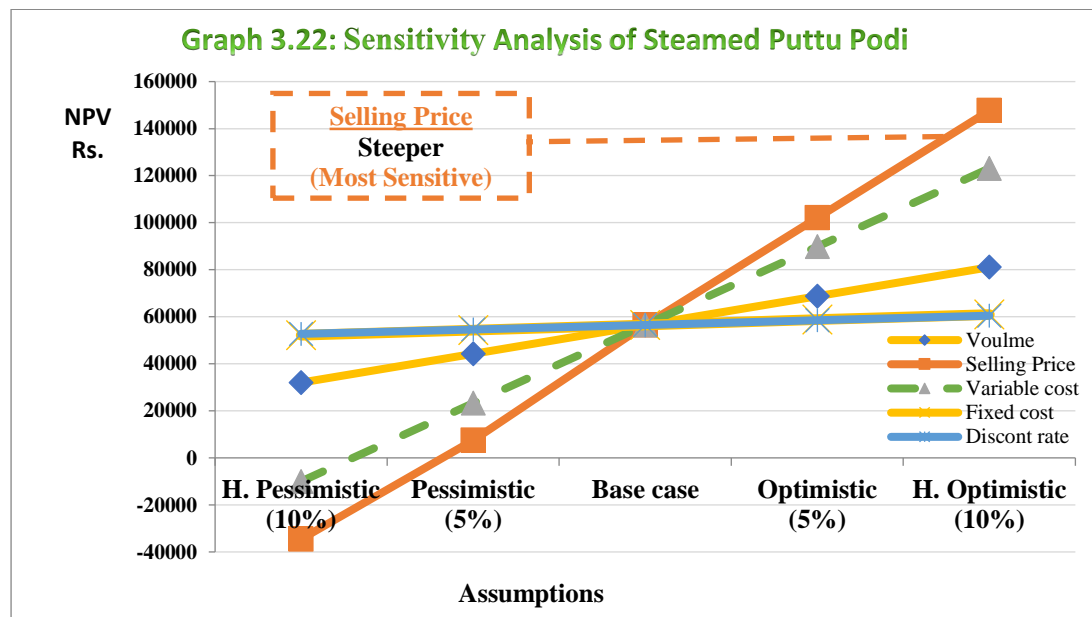 Graph 3.22: Sensitivity Analysis of Steamed Puttu Podi
NPV
Rs.
160000
140000
120000
100000
80000
60000
40000
20000
0
-20000
-40000
Selling Price
Steeper
(Most Sensitive)
Voulme
Selling Price
Variable cost
Fixed cost
Discont rate
H. Pessimistic
(10%)
Pessimistic
(5%)
Base case
Optimistic
(5%)
H. Optimistic
(10%)
Assumptions